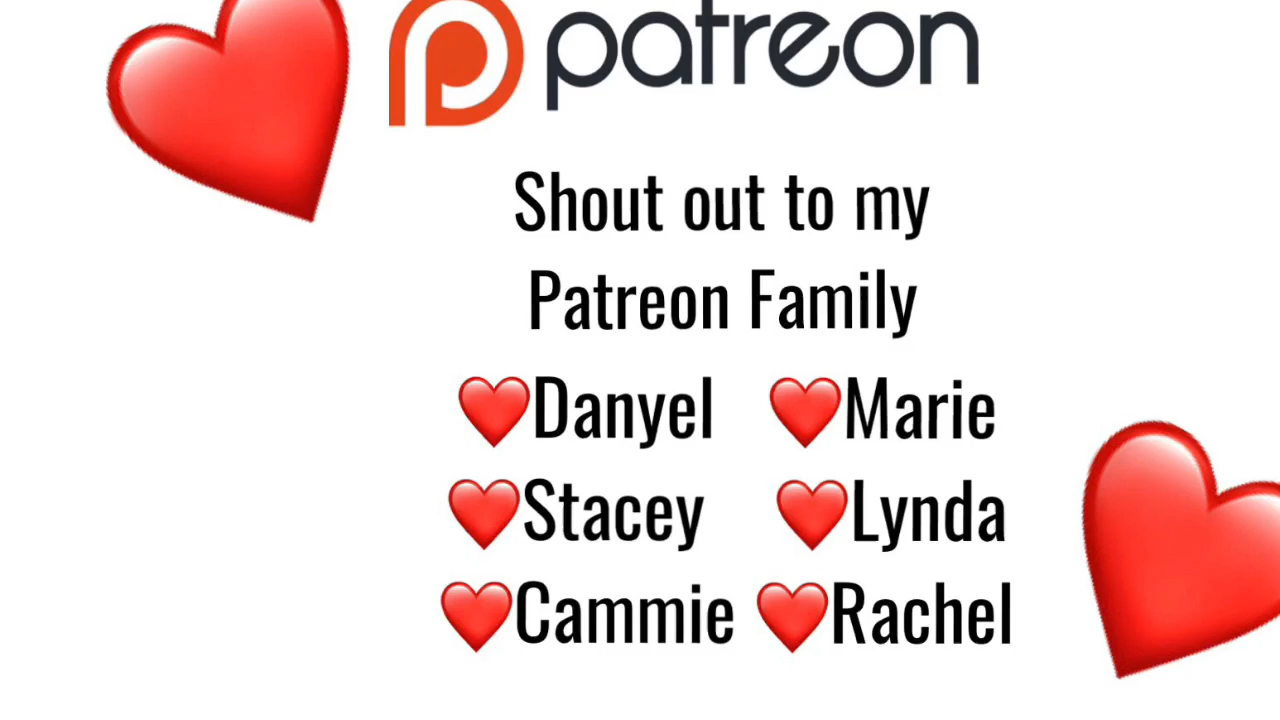 patreon
Shout out to my
Patreon Family
❤️Danyel ❤️Marie
❤️Stacey ❤️Lynda
❤️Cammie ❤️Rachel